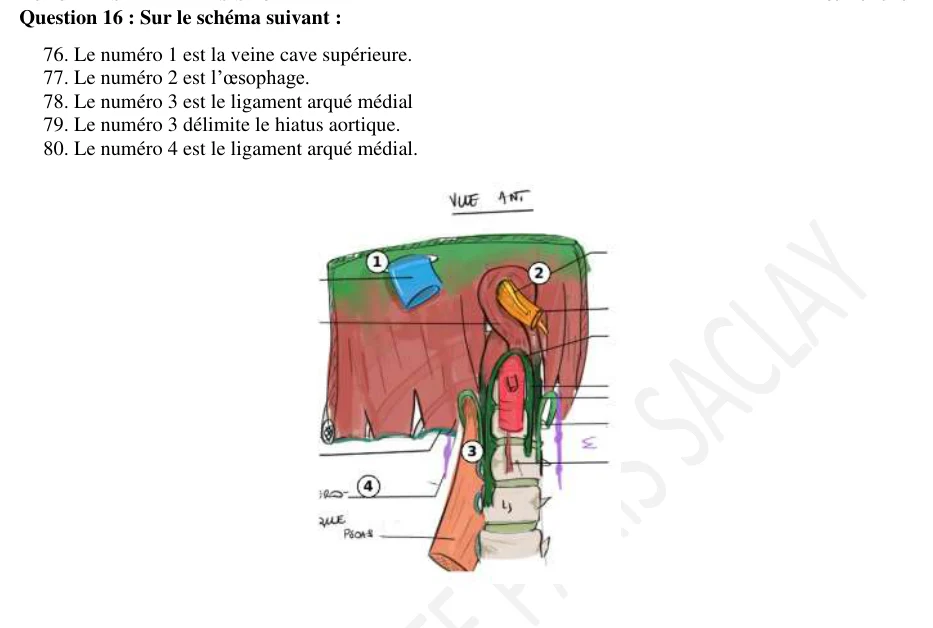 Question 16 : Sur le schéma suivant :
76. Le numéro 1 est la veine cave supérieure.
77. Le numéro 2 est l’œsophage.
78. Le numéro 3 est le ligament arqué médial
79. Le numéro 3 délimite le hiatus aortique.
80. Le numéro 4 est le ligament arqué médial.
VUE ANT
1
2
3
4
PSOAS
SACLAY